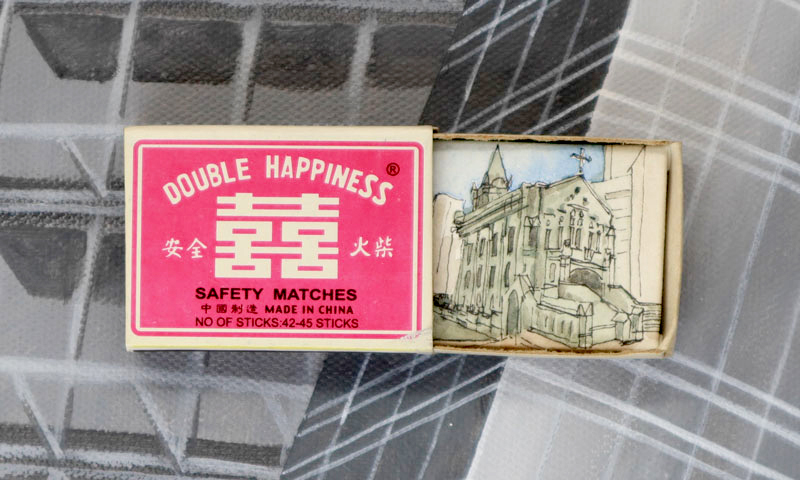 DOUBLE HAPPINESS®
安全 囍 火柴
SAFETY MATCHES
中國制造 MADE IN CHINA
NO OF STICKS:42-45 STICKS